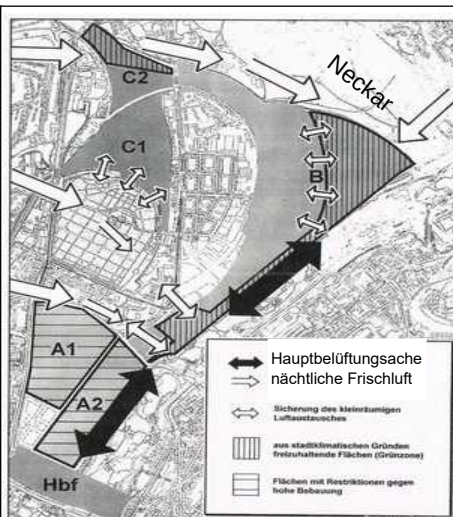 C2
Neckar
C1
B
A1
A2
Hbf
Hauptbelüftungsache
nächtliche Frischluft
Sicherung des kleinräumigen
Luftaustausches
aus stadtklimatischen Gründen
freizuhaltende Flächen (Grünzone)
Flächen mit Restriktionen gegen
hohe Bebauung